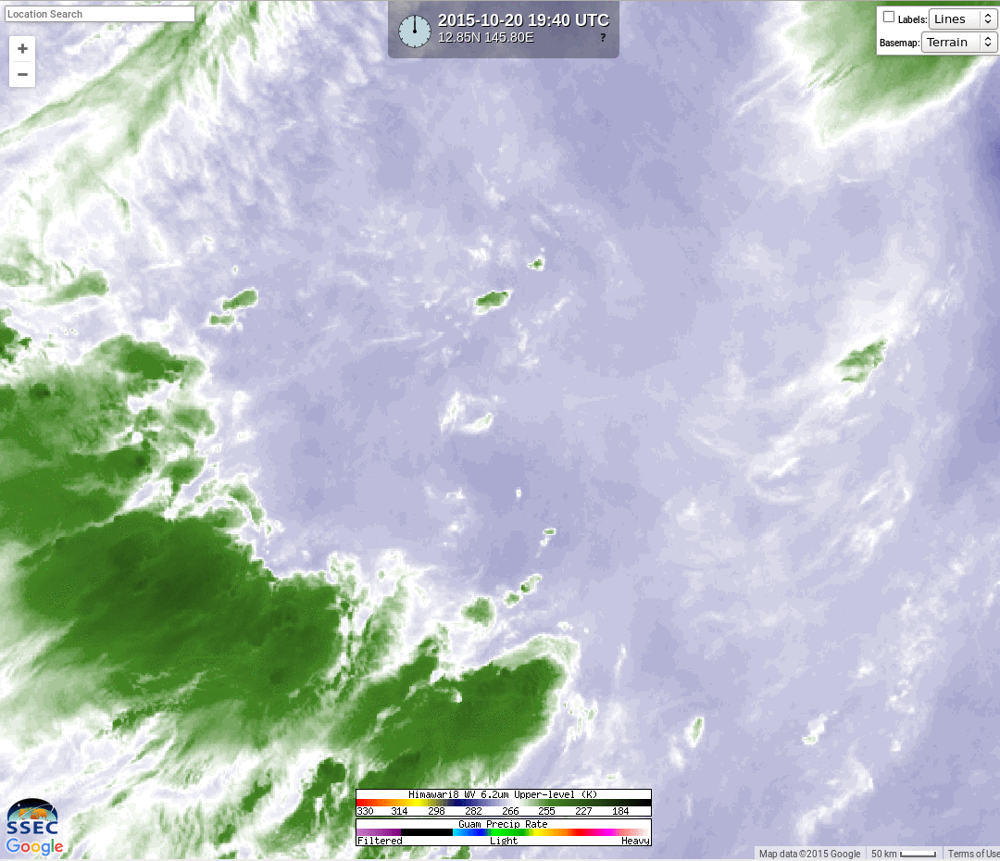 Location Search
+
−
2015-10-20 19:40 UTC
12.85N 145.80E ?
Labels: Lines
Basemap: Terrain
Himawari8 WV 6.2um Upper-level (K)
330 314 298 282 266 255 227 184
Guam Precip Rate
Filtered Light Heavy
SSEC
Google
Map data ©2015 Google 50 km Terms of Use